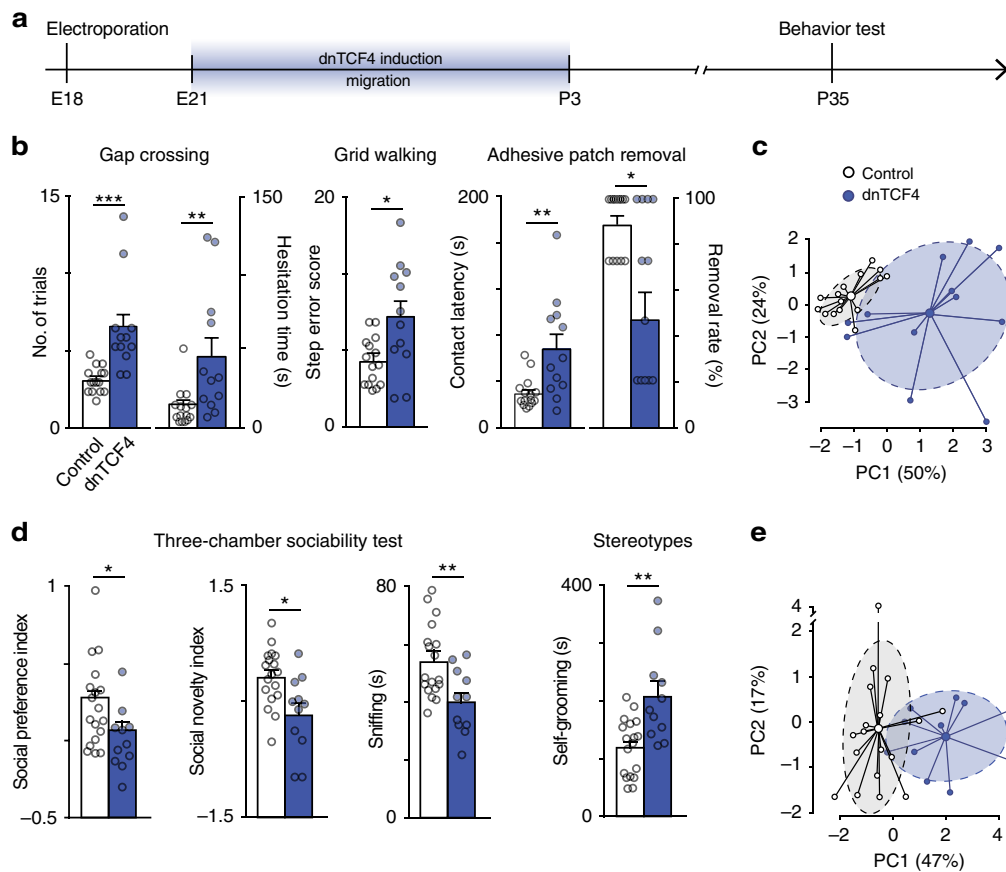 a
Electroporation
Behavior test
dnTCF4 induction
migration
E18
E21
P3
P35
b
Gap crossing
Grid walking
Adhesive patch removal
c
Control
dnTCF4
No. of trials
15
0
***
**
150
0
Hesitation time (s)
Step error score
20
0
*
Contact latency (s)
200
0
**
*
100
0
Removal rate (%)
Control
dnTCF4
PC2 (24%)
2
1
0
–1
–2
–3
–2
–1
0
1
2
3
PC1 (50%)
d
Three-chamber sociability test
Stereotypes
e
Social preference index
1
–0.5
*
Social novelty index
1.5
–1.5
*
Sniffing (s)
80
0
**
Self-grooming (s)
400
0
**
PC2 (17%)
4
2
1
0
–1
–2
–2
0
2
4
PC1 (47%)